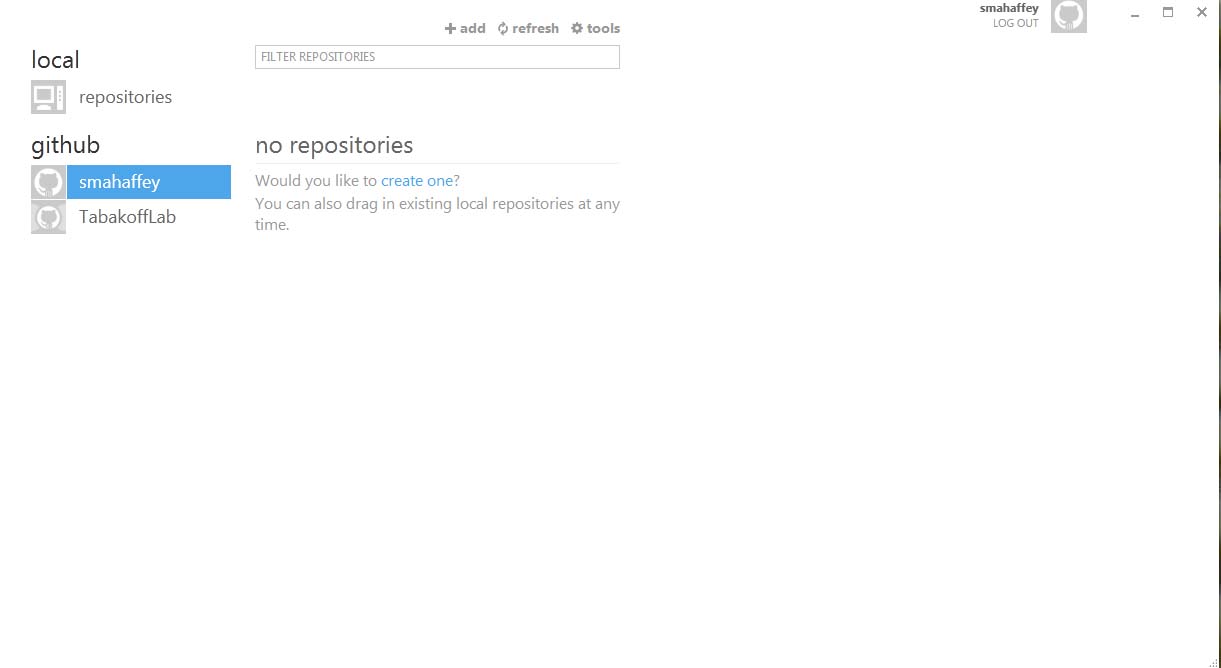 smahaffey
LOG OUT
add refresh tools
local
FILTER REPOSITORIES
repositories
github
smahaffey
TabakoffLab
no repositories
Would you like to create one?
You can also drag in existing local repositories at any
time.